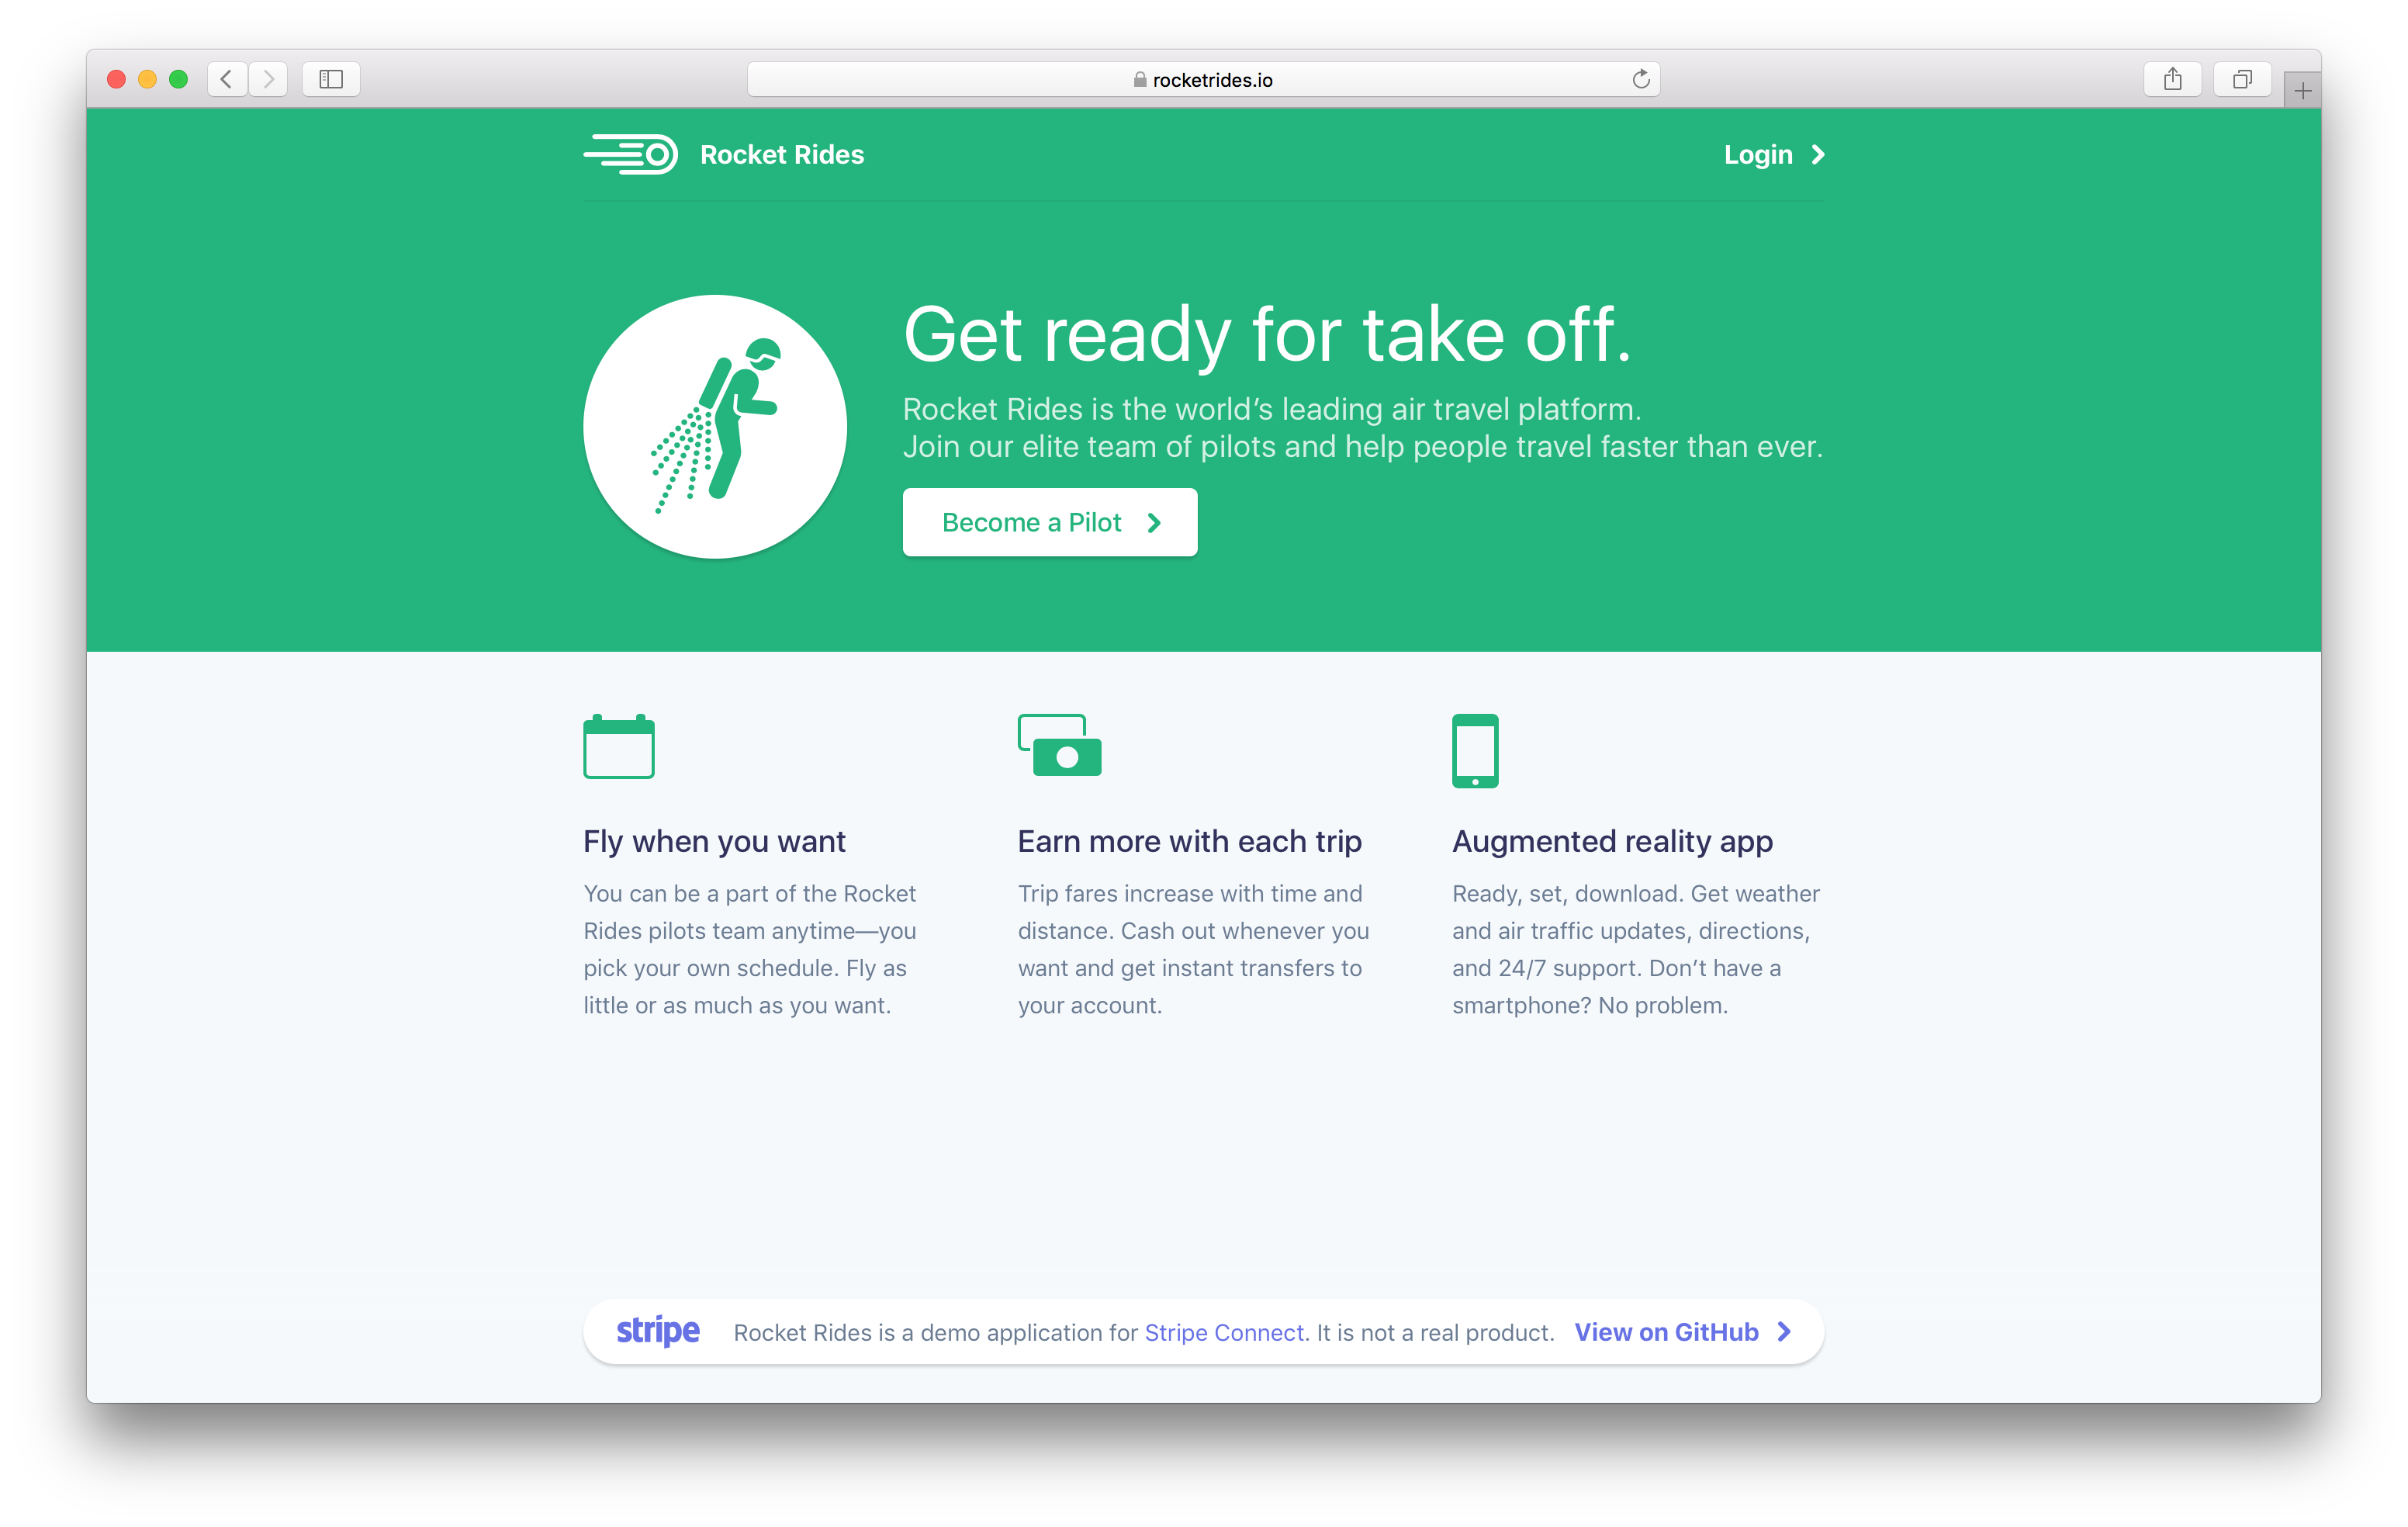 rocketrides.io
Rocket Rides
Login
Get ready for take off.
Rocket Rides is the world’s leading air travel platform.
Join our elite team of pilots and help people travel faster than ever.
Become a Pilot
Fly when you want
You can be a part of the Rocket
Rides pilots team anytime—you
pick your own schedule. Fly as
little or as much as you want.
Earn more with each trip
Trip fares increase with time and
distance. Cash out whenever you
want and get instant transfers to
your account.
Augmented reality app
Ready, set, download. Get weather
and air traffic updates, directions,
and 24/7 support. Don’t have a
smartphone? No problem.
stripe Rocket Rides is a demo application for Stripe Connect. It is not a real product. View on GitHub